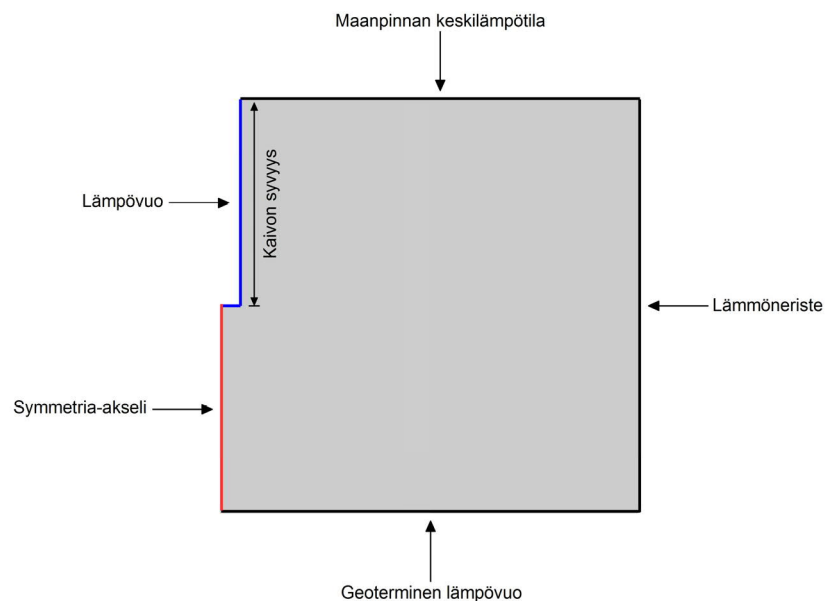 Maanpinnan keskilämpötila
Lämpövuo
Kaivon syvyys
Lämmöneriste
Symmetria-akseli
Geoterminen lämpövuo